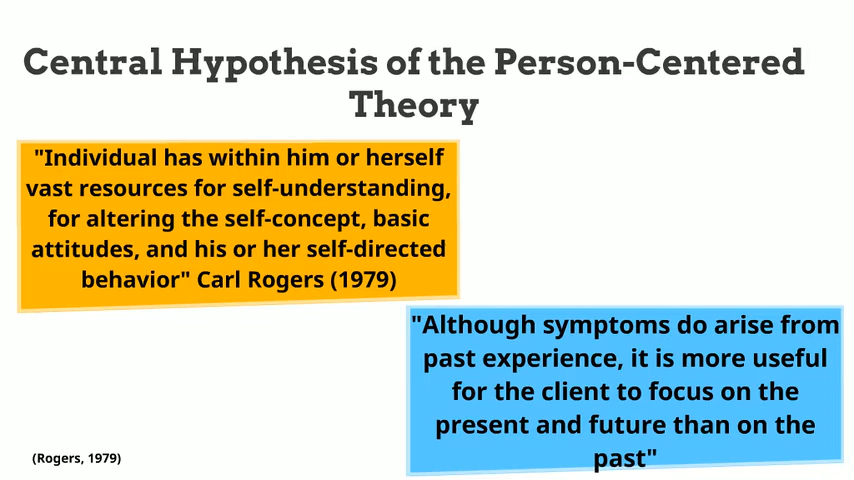 Central Hypothesis of the Person-Centered
Theory
"Individual has within him or herself
vast resources for self-understanding,
for altering the self-concept, basic
attitudes, and his or her self-directed
behavior" Carl Rogers (1979)
"Although symptoms do arise from
past experience, it is more useful
for the client to focus on the
present and future than on the
past"
(Rogers, 1979)